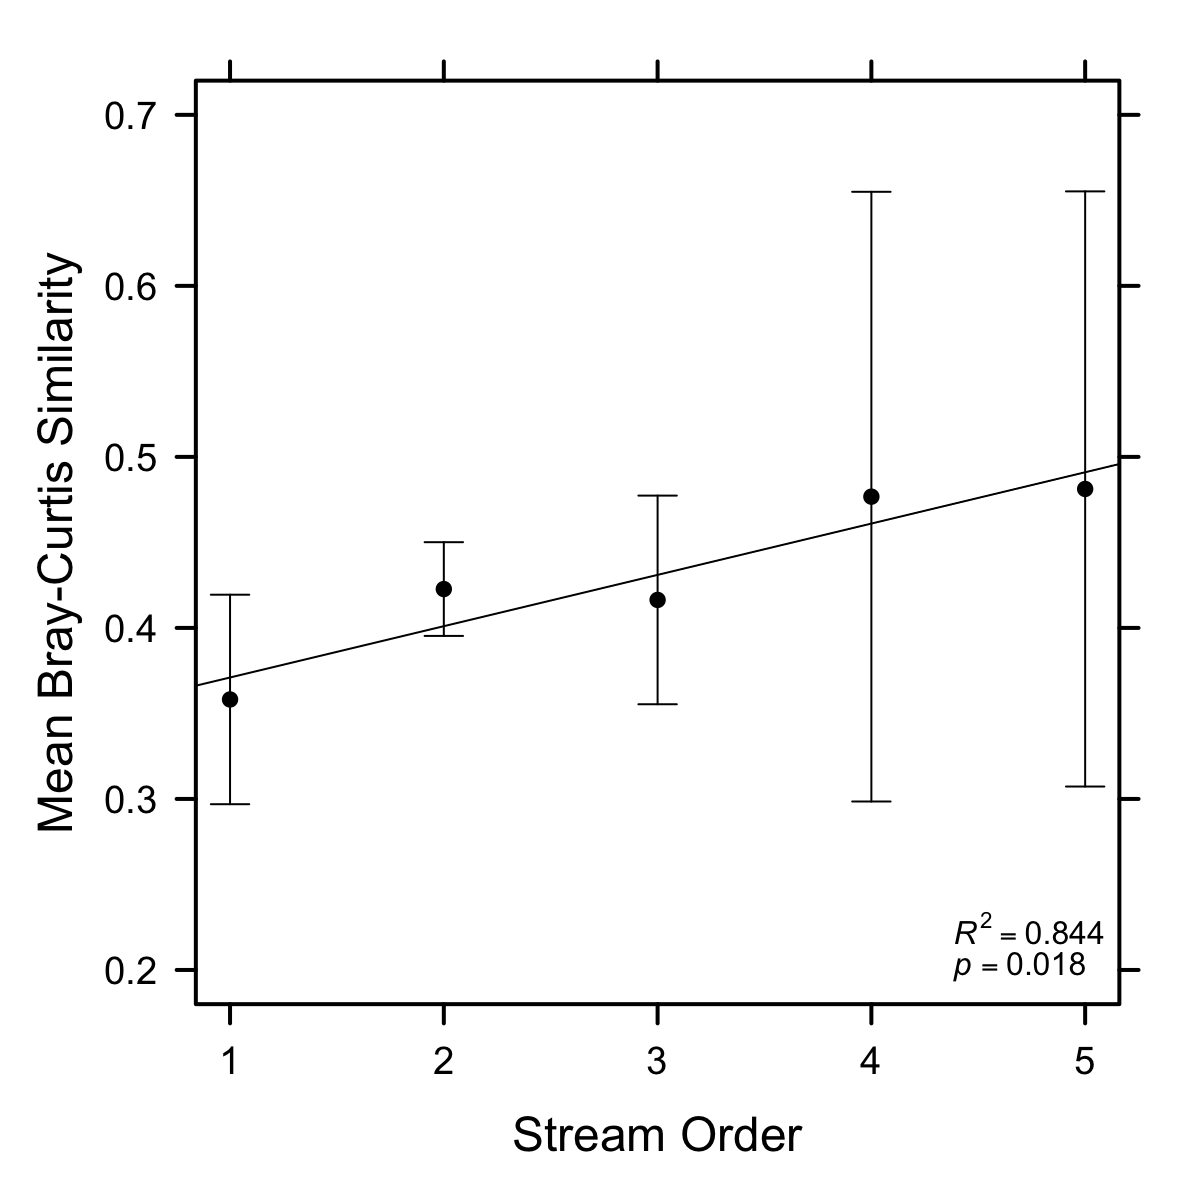 0.7
0.6
0.5
0.4
0.3
0.2
Mean Bray-Curtis Similarity
R² = 0.844
p = 0.018
1 2 3 4 5
Stream Order